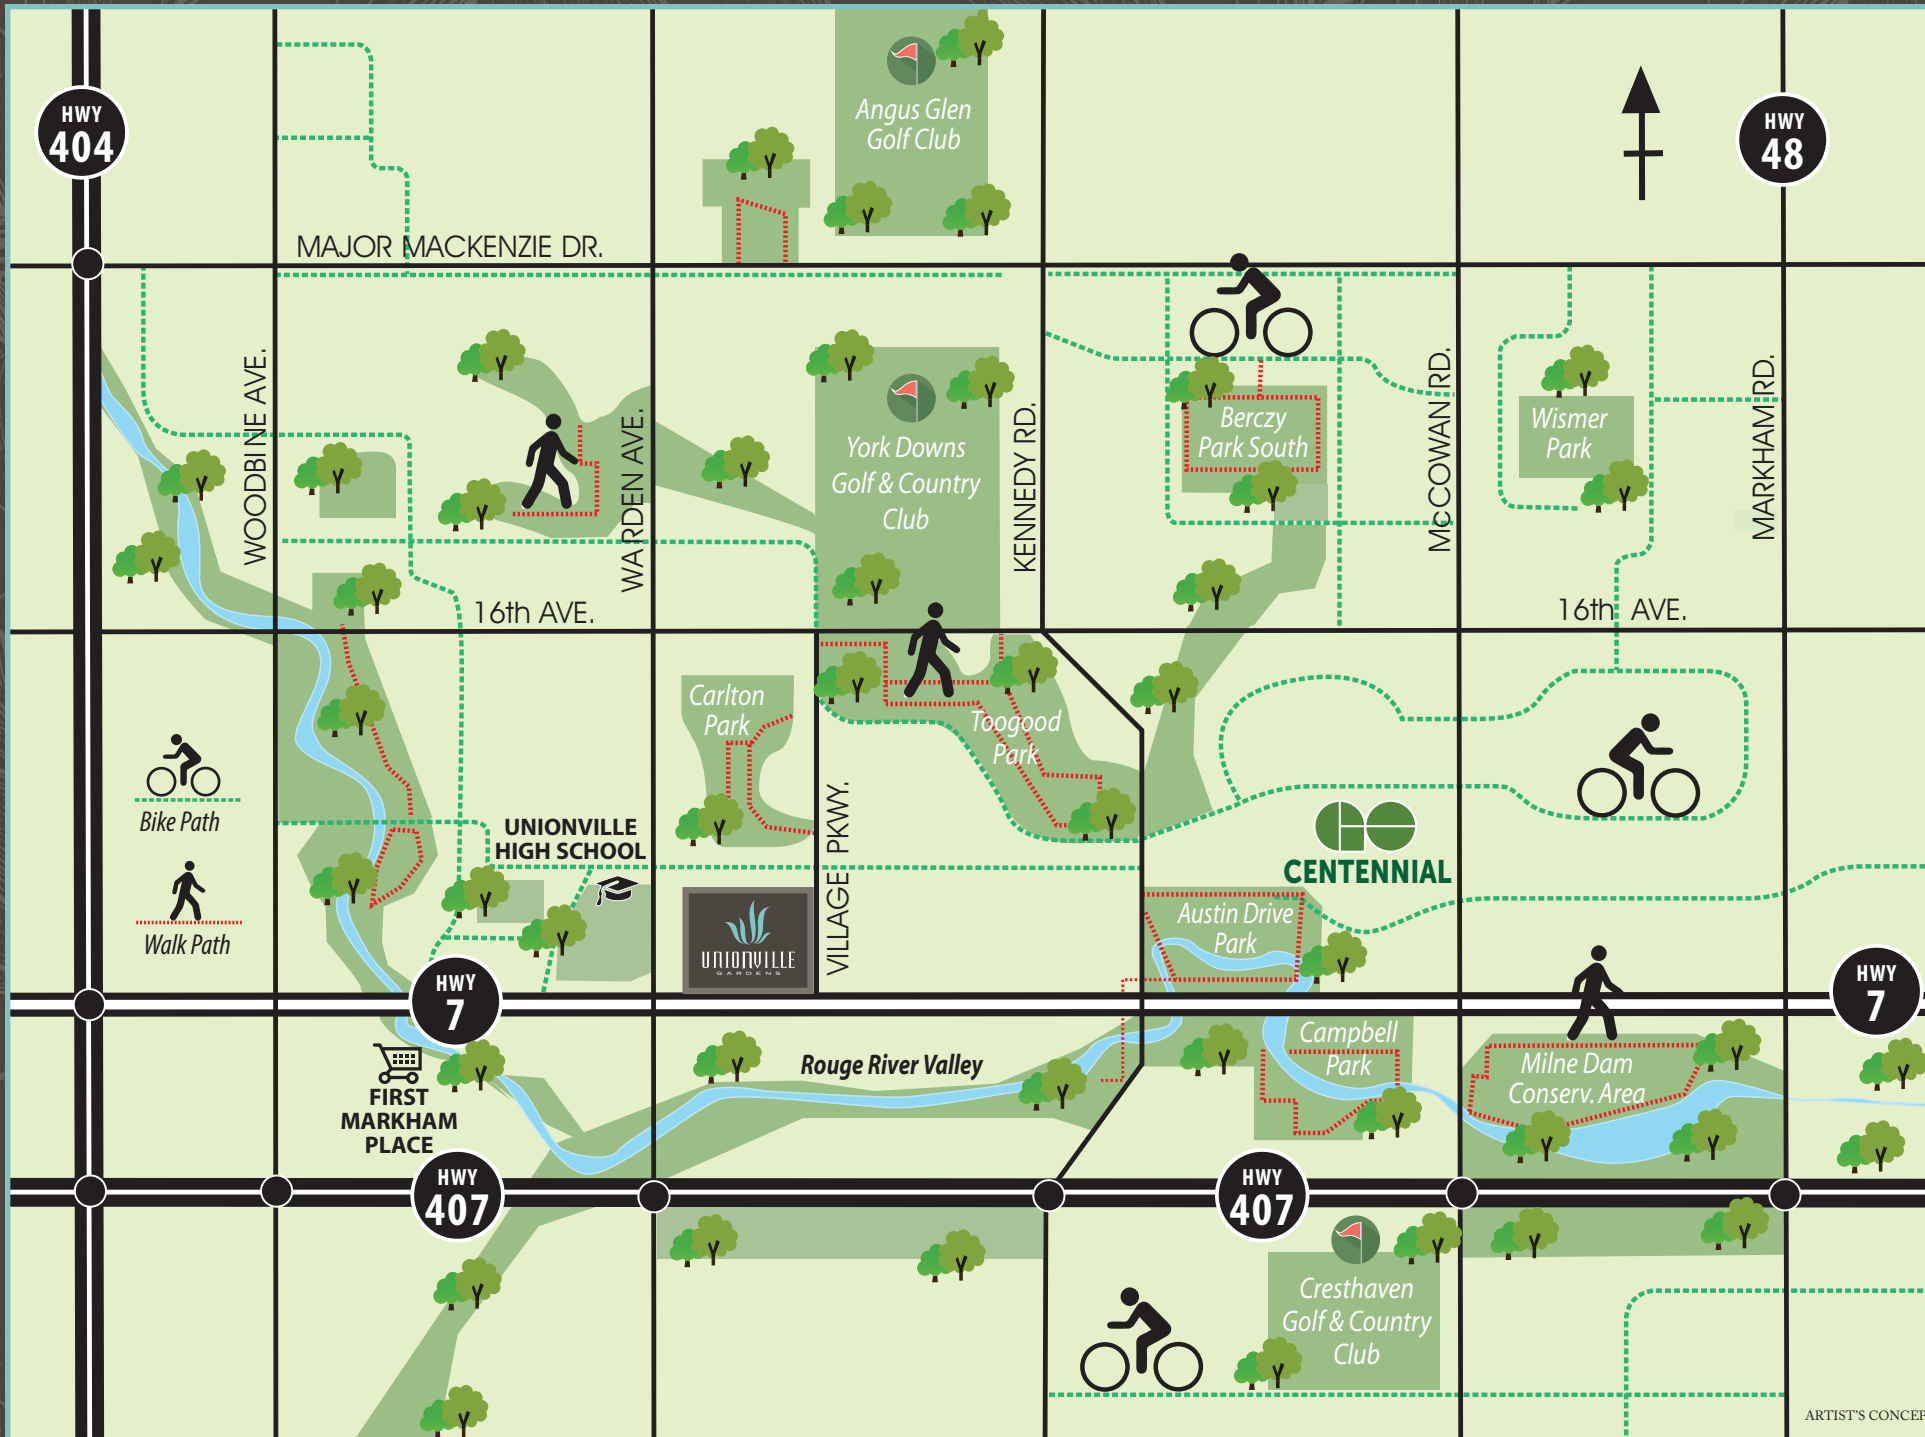 HWY
404
Angus Glen
Golf Club
HWY
48
MAJOR MACKENZIE DR.
WOODBINE AVE.
WARDEN AVE.
York Downs
Golf & Country
Club
KENNEDY RD.
Berczy
Park South
McCOWAN RD.
Wismer
Park
MARKHAM RD.
16th AVE.
16th AVE.
Carlton
Park
Toogood
Park
VILLAGE PKWY.
Bike Path
Walk Path
UNIONVILLE
HIGH SCHOOL
CENTENNIAL
Austin Drive
Park
UNIONVILLE
GARDENS
HWY
7
HWY
7
FIRST
MARKHAM
PLACE
Rouge River Valley
Campbell
Park
Milne Dam
Conserv. Area
HWY
407
HWY
407
Cresthaven
Golf & Country
Club
ARTIST'S CONCEP